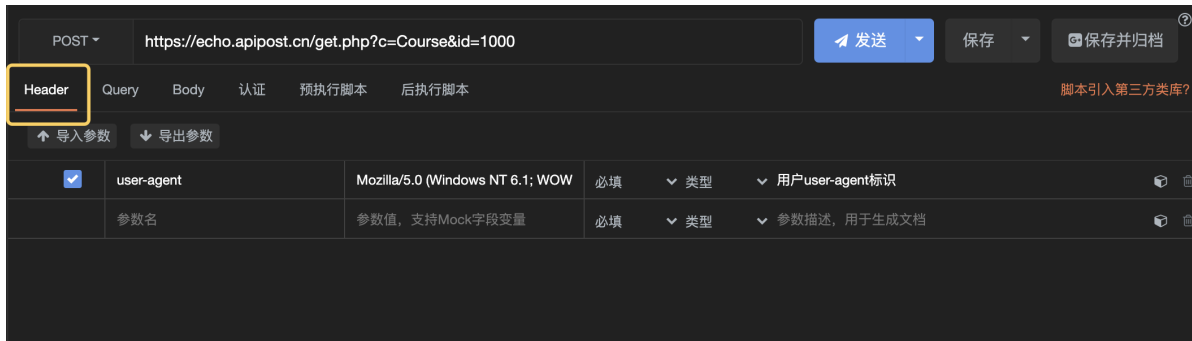 POST https://echo.apipost.cn/get.php?c=Course&id=1000 发送 保存 G+保存并归档 ?
Header Query Body 认证 预执行脚本 后执行脚本 脚本引入第三方类库?
导入参数 导出参数
user-agent Mozilla/5.0 (Windows NT 6.1; WOW 必填 类型 用户user-agent标识
参数名 参数值，支持Mock字段变量 必填 类型 参数描述，用于生成文档